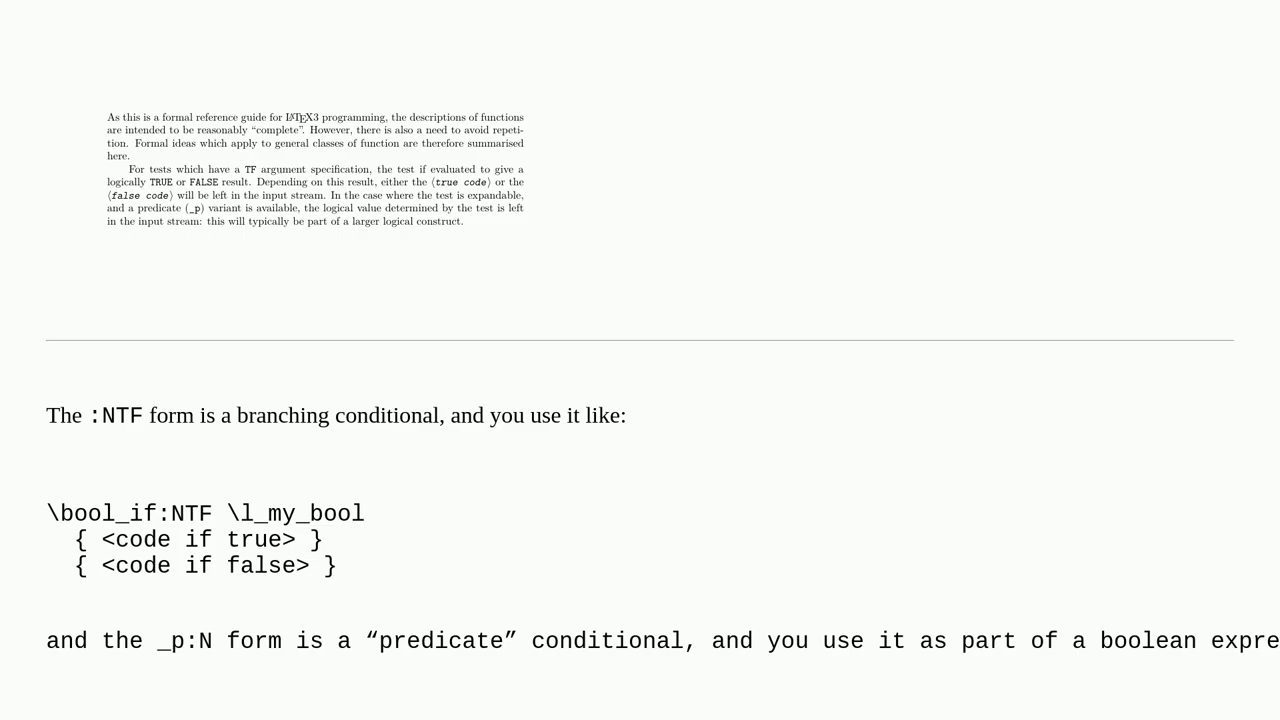 As this is a formal reference guide for LATEX3 programming, the descriptions of functions
are intended to be reasonably “complete”. However, there is also a need to avoid repeti-
tion. Formal ideas which apply to general classes of function are therefore summarised
here.
For tests which have a TF argument specification, the test if evaluated to give a
logically TRUE or FALSE result. Depending on this result, either the ⟨true code⟩ or the
⟨false code⟩ will be left in the input stream. In the case where the test is expandable,
and a predicate (_p) variant is available, the logical value determined by the test is left
in the input stream: this will typically be part of a larger logical construct.
The :NTF form is a branching conditional, and you use it like:
\bool_if:NTF \l_my_bool
{ <code if true> }
{ <code if false> }
and the _p:N form is a “predicate” conditional, and you use it as part of a boolean expre